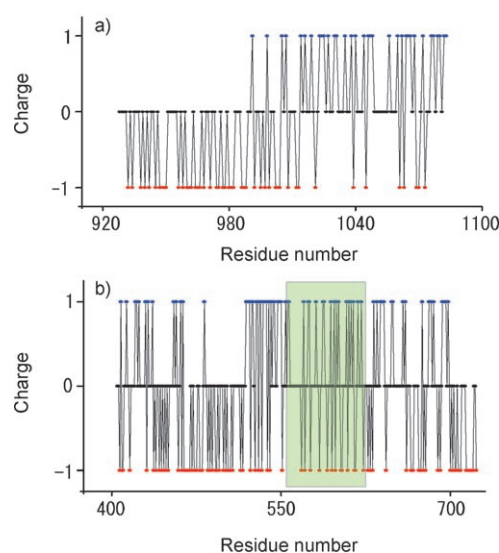 a)
Charge
1
0
−1
920
980
1040
1100
Residue number
b)
Charge
1
0
−1
400
550
700
Residue number